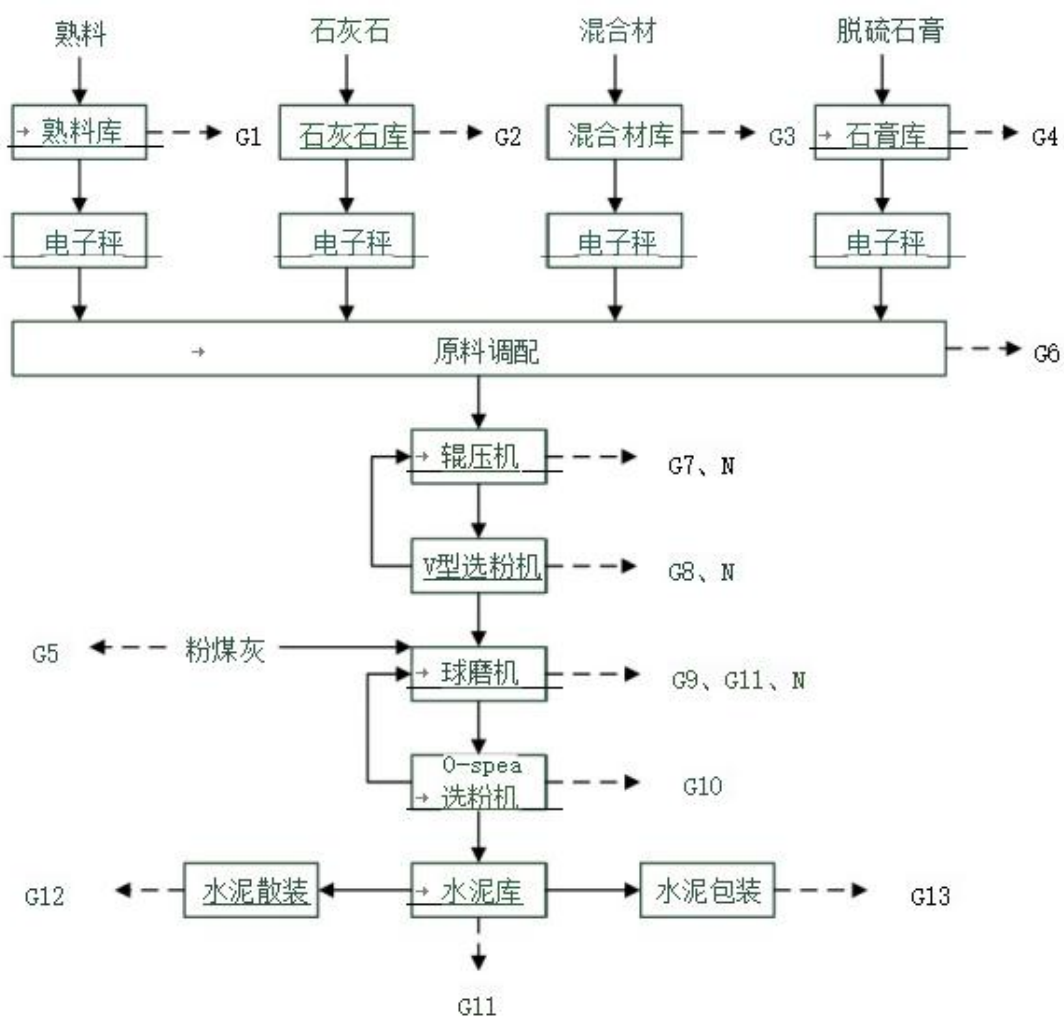 熟料
石灰石
混合材
脱硫石膏
熟料库
G1
石灰石库
G2
混合材库
G3
石膏库
G4
电子秤
电子秤
电子秤
电子秤
原料调配
G6
辊压机
G7、N
V型选粉机
G8、N
G5
粉煤灰
球磨机
G9、G11、N
O-spea
选粉机
G10
G12
水泥散装
水泥库
水泥包装
G13
G11